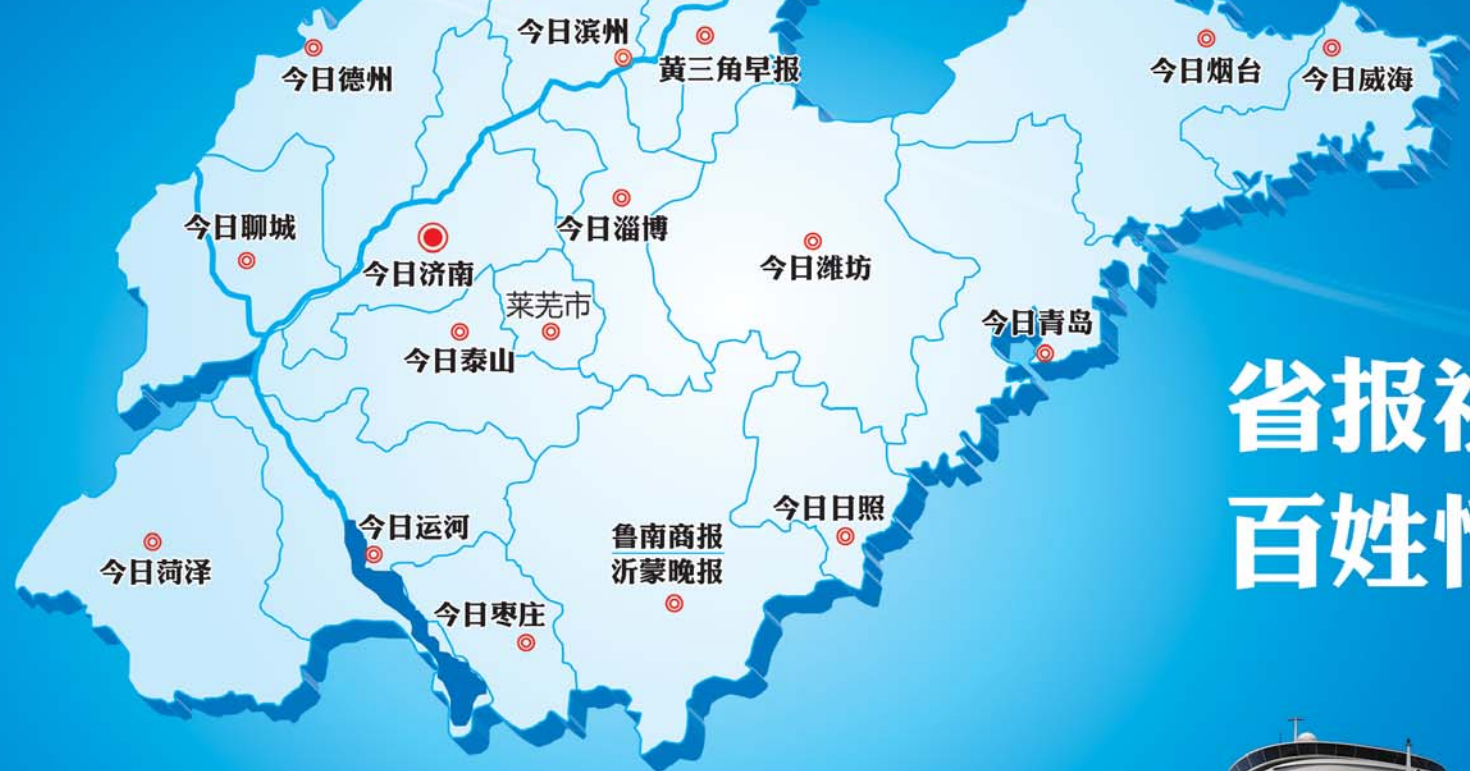 今日滨州
黄三角早报
今日德州
今日烟台
今日威海
今日聊城
今日淄博
今日济南
今日潍坊
莱芜市
今日泰山
今日青岛
省报
百姓
今日日照
今日运河
鲁南商报
沂蒙晚报
今日菏泽
今日枣庄